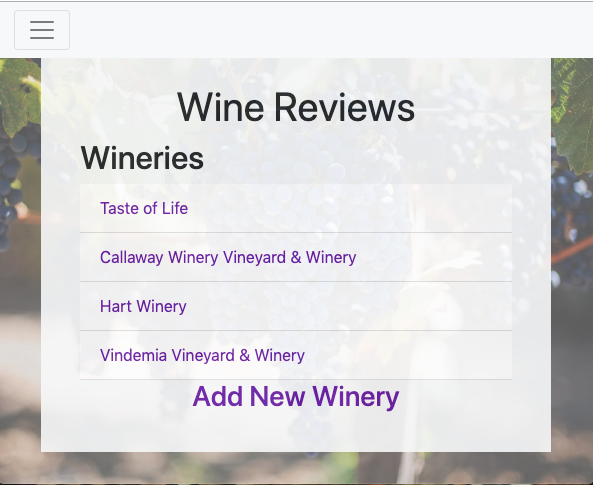 Wine Reviews
Wineries
Taste of Life
Callaway Winery Vineyard & Winery
Hart Winery
Vindemia Vineyard & Winery
Add New Winery